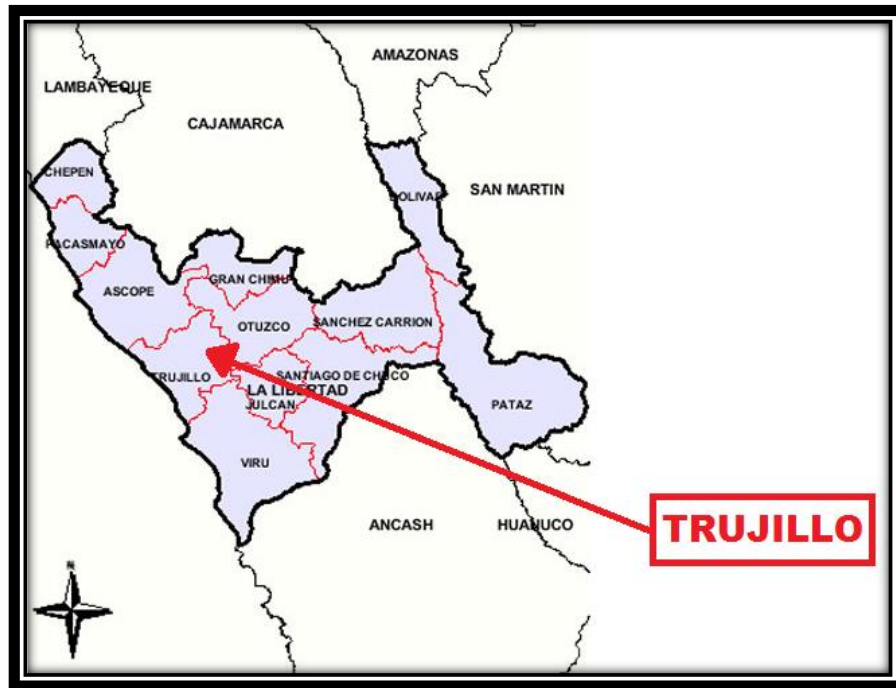 AMAZONAS
LAMBAYEQUE
CAJAMARCA
CHEPEN
SAN MARTIN
BOLIVAR
PACASMAYO
GRAN CHIMU
ASCOPE
OTUZCO
SANCHEZ CARRION
TRUJILLO
SANTIAGO DE CHUCO
LA LIBERTAD
JULCAN
PATAZ
VIRU
ANCASH
HUANUCO
TRUJILLO
N